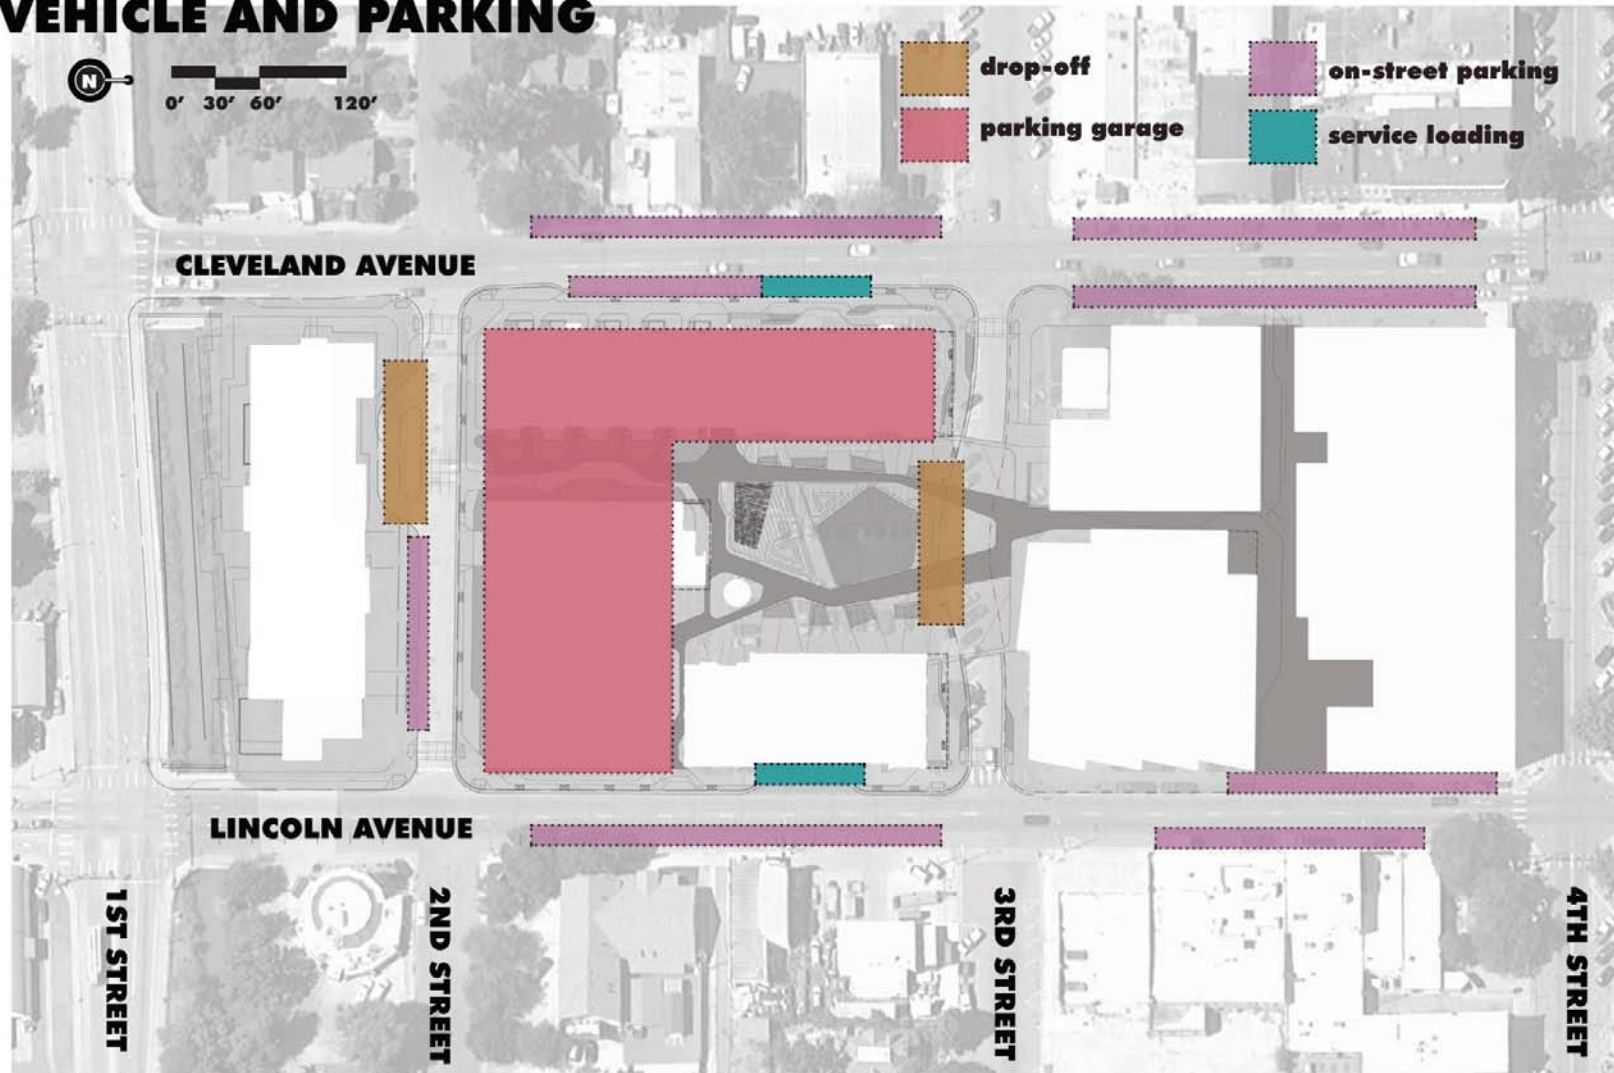 VEHICLE AND PARKING
N
0' 30' 60' 120'
drop-off
on-street parking
parking garage
service loading
CLEVELAND AVENUE
LINCOLN AVENUE
1ST STREET
2ND STREET
3RD STREET
4TH STREET